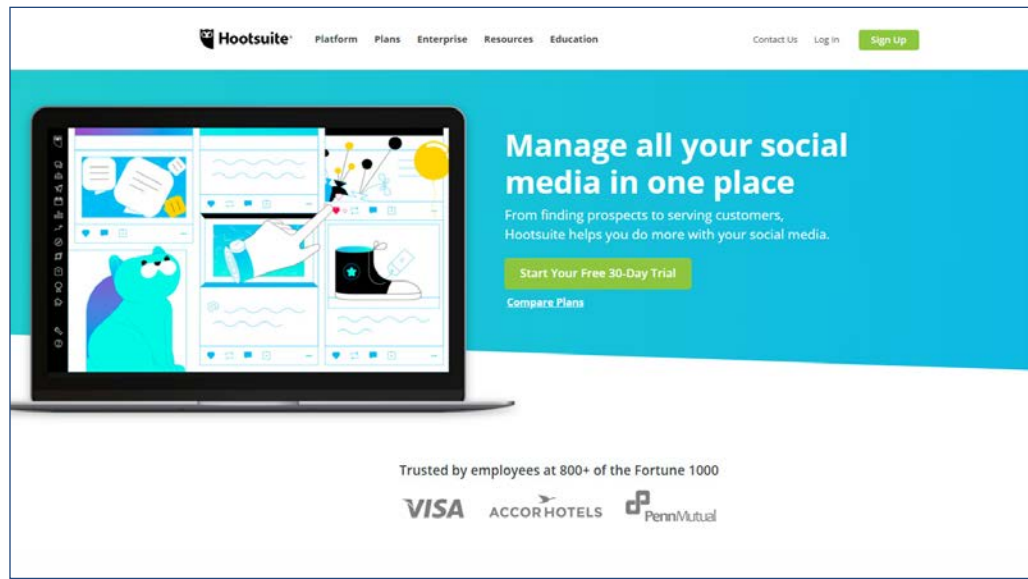 Hootsuite®
Platform Plans Enterprise Resources Education
Contact Us Log In Sign Up
Manage all your social
media in one place
From finding prospects to serving customers,
Hootsuite helps you do more with your social media.
Start Your Free 30-Day Trial
Compare Plans
Trusted by employees at 800+ of the Fortune 1000
VISA ACCORHOTELS PennMutual